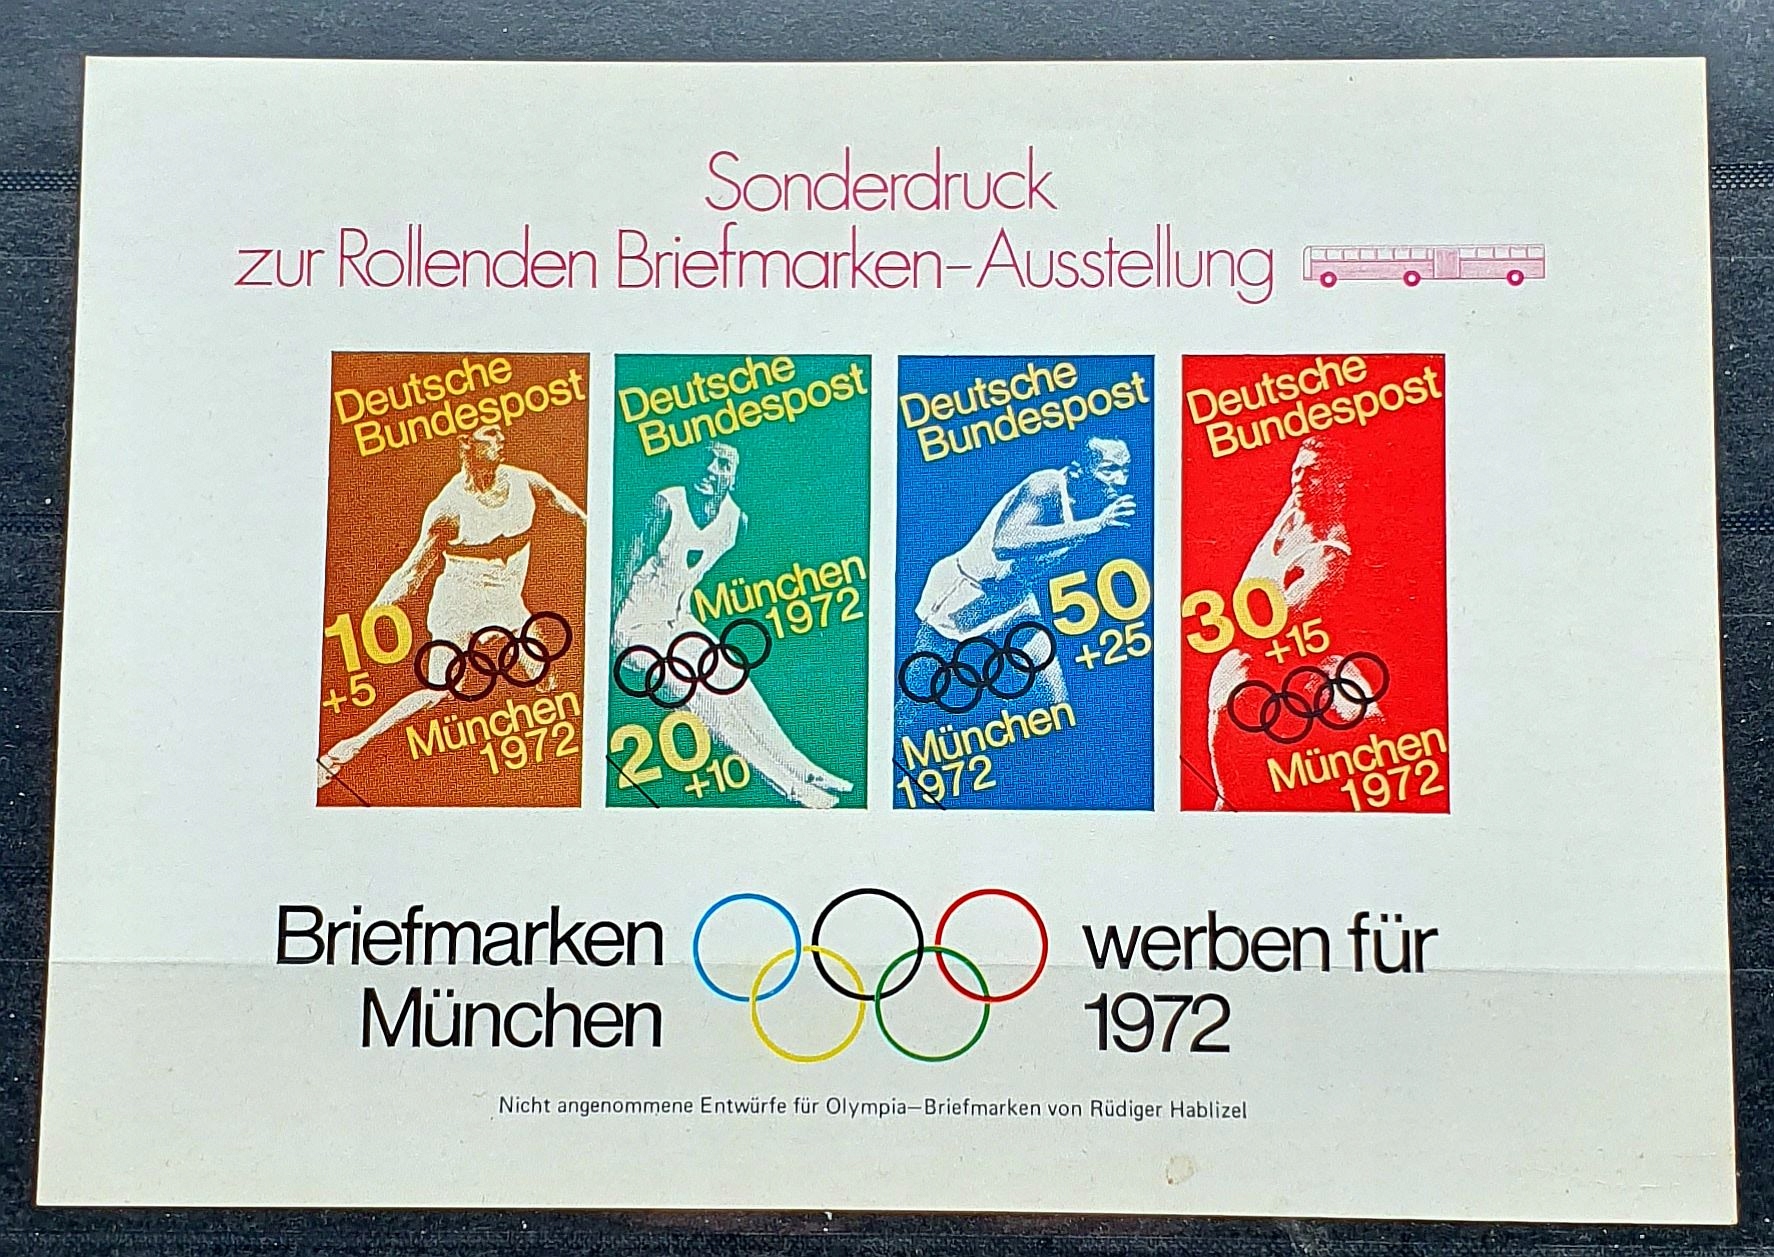 Sonderdruck
zur Rollenden Briefmarken-Ausstellung
Deutsche
Bundespost
10
+5
München
1972
Deutsche
Bundespost
München
1972
20
+10
Deutsche
Bundespost
50
+25
München
1972
Deutsche
Bundespost
30
+15
München
1972
Briefmarken werben für
München 1972
Nicht angenommene Entwürfe für Olympia-Briefmarken von Rüdiger Hablizel